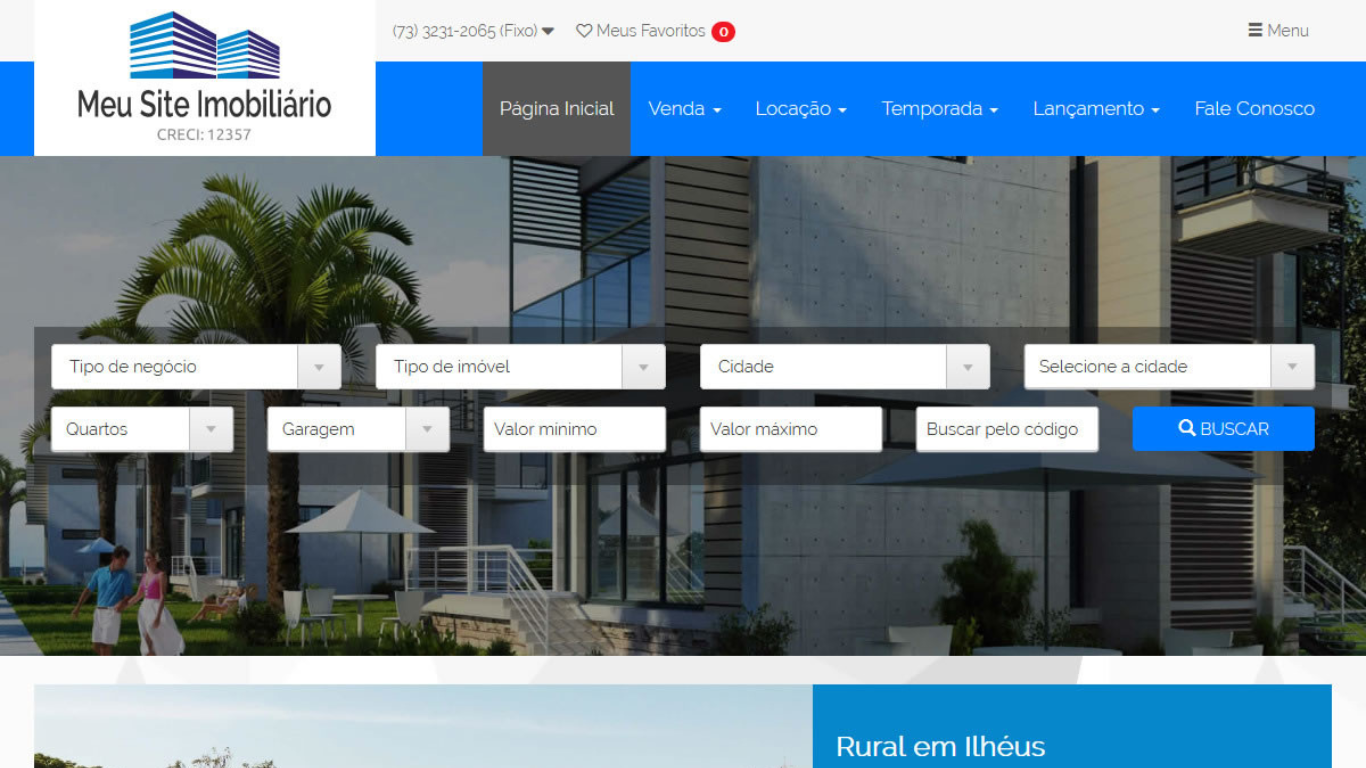 (73) 3231-2065 (Fixo)
Meus Favoritos 0
Menu
Meu Site Imobiliário
CRECI: 12357
Página Inicial
Venda
Locação
Temporada
Lançamento
Fale Conosco
Tipo de negócio
Tipo de imóvel
Cidade
Selecione a cidade
Quartos
Garagem
Valor mínimo
Valor máximo
Buscar pelo código
BUSCAR
Rural em Ilhéus